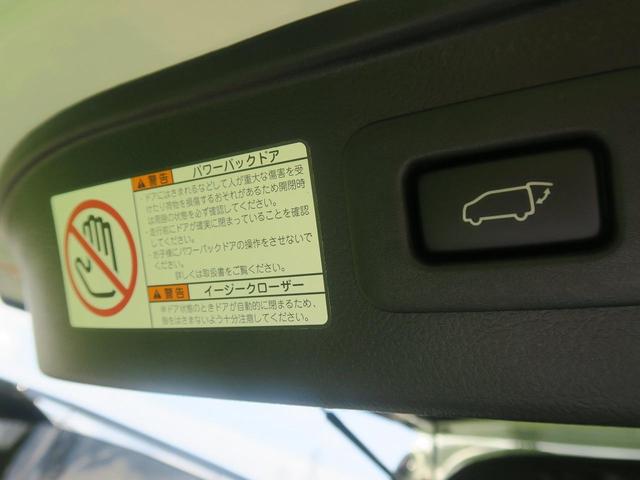 警告 パワーバックドア
・ドアにはさまれるなどして人が重大な傷害を受
けたり荷物を損傷するおそれがあるため開閉時
は周囲の状態を必ず確認してください。
・走行前にドアが確実に閉まっていることを確認
してください。
・お子様にパワーバックドアの操作をさせないで
ください。
詳しくは取扱書をご覧ください。
警告 イージークローザー
※ドア状態のときドアが自動的に閉まるため、
指をはさまないよう十分注意してください。